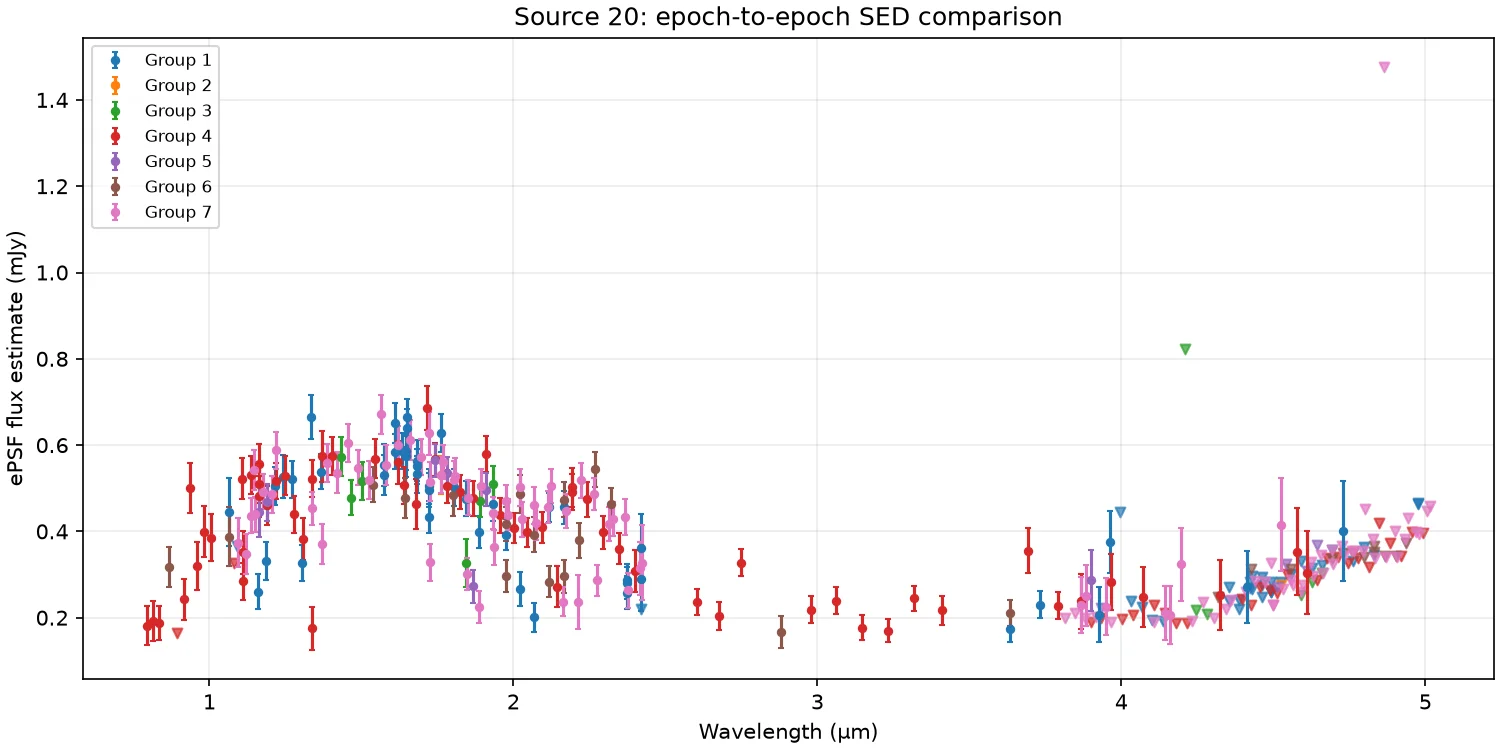 Source 20: epoch-to-epoch SED comparison
Group 1
Group 2
Group 3
Group 4
Group 5
Group 6
Group 7
ePSF flux estimate (mJy)
1.4
1.2
1.0
0.8
0.6
0.4
0.2
1 2 3 4 5
Wavelength (μm)